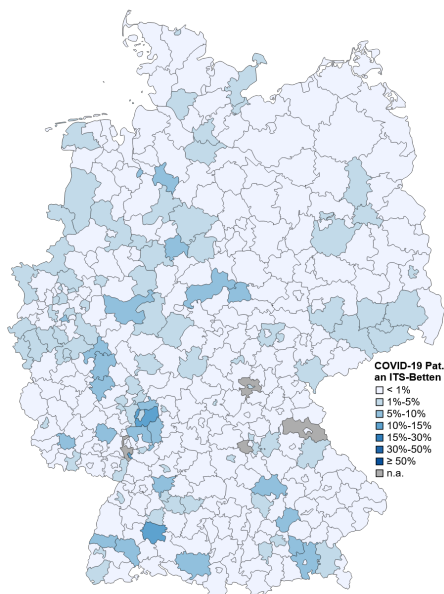 COVID-19 Pat.
an ITS-Betten
< 1%
1%-5%
5%-10%
10%-15%
15%-30%
30%-50%
≥ 50%
n.a.